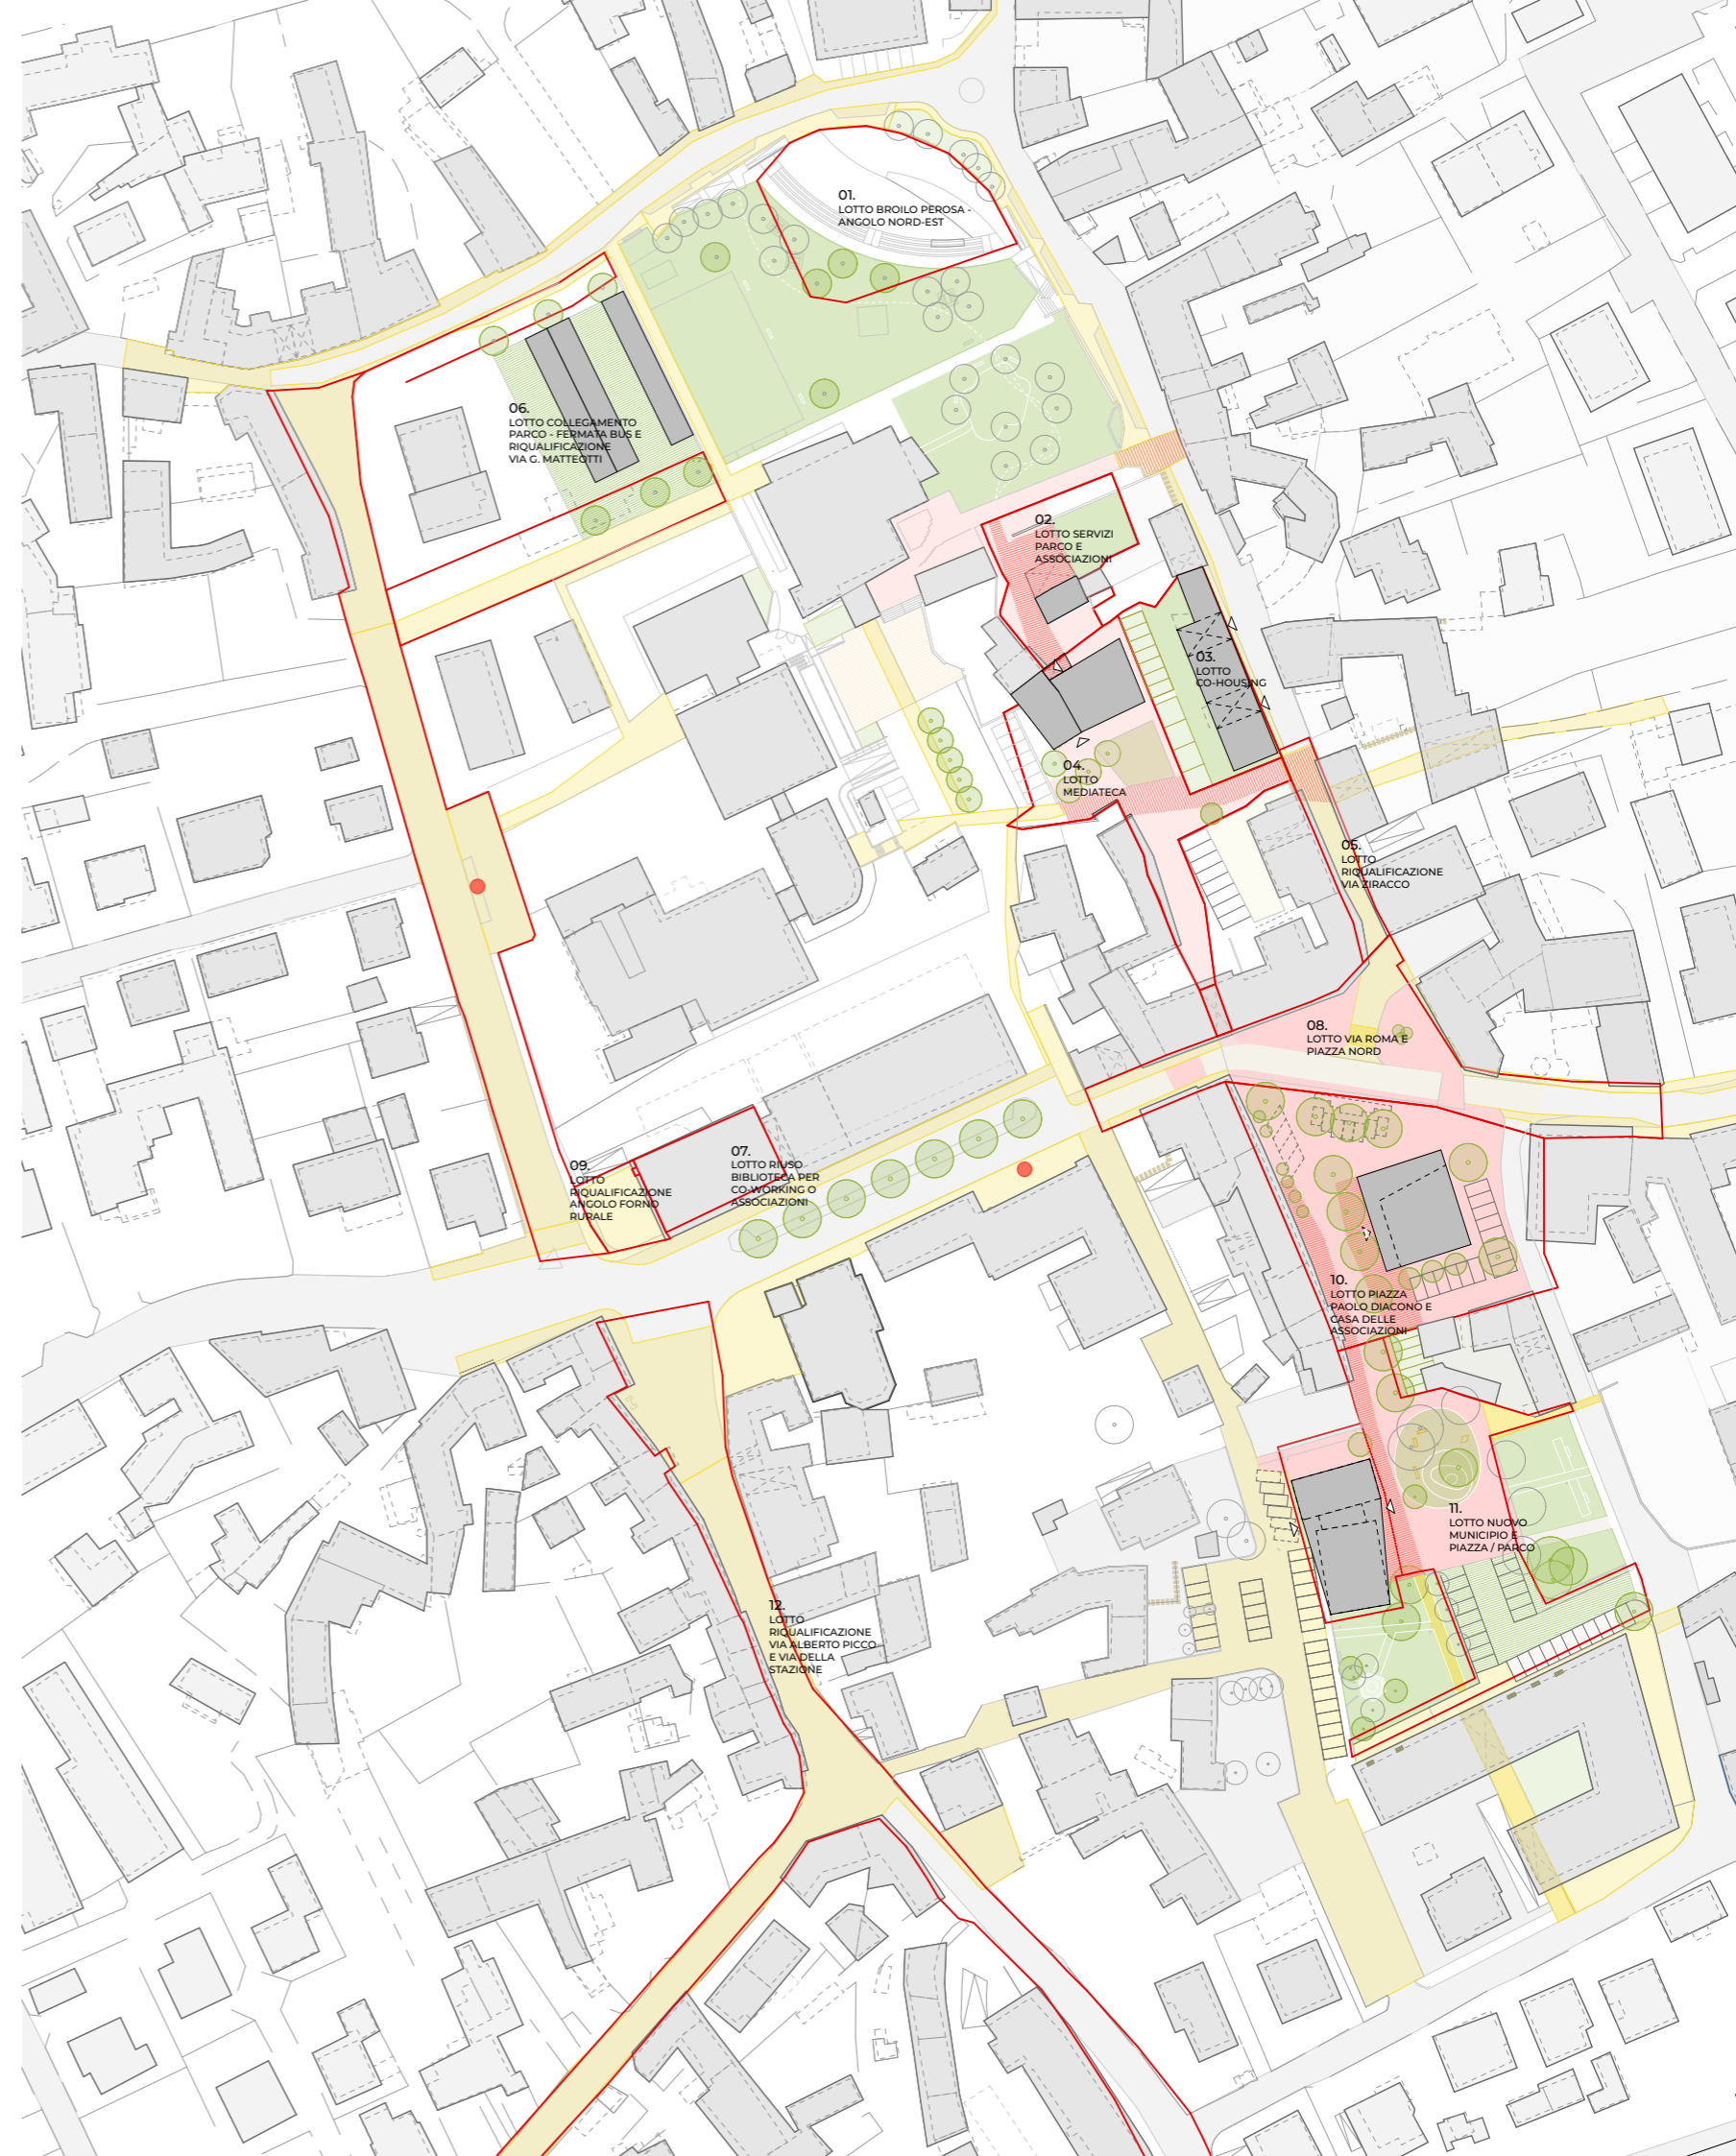 01.
LOTTO BROILO PEROSA -
ANGOLO NORD-EST
06.
LOTTO COLLEGAMENTO
PARCO - FERMATA BUS E
RIQUALIFICAZIONE
VIA G. MATTEOTTI
02.
LOTTO SERVIZI
PARCO E
ASSOCIAZIONI
03.
LOTTO
CO-HOUSING
04.
LOTTO
MEDIATECA
05.
LOTTO
RIQUALIFICAZIONE
VIA ZIRACCO
08.
LOTTO VIA ROMA E
PIAZZA NORD
07.
LOTTO RIUSO
BIBLIOTECA PER
CO-WORKING O
ASSOCIAZIONI
09.
LOTTO
RIQUALIFICAZIONE
ANGOLO FORNO
RURALE
10.
LOTTO PIAZZA
PAOLO DIACONO E
CASA DELLE
ASSOCIAZIONI
11.
LOTTO NUOVO
MUNICIPIO E
PIAZZA / PARCO
12.
LOTTO
RIQUALIFICAZIONE
VIA ALBERTO PICCO
E VIA DELLA
STAZIONE